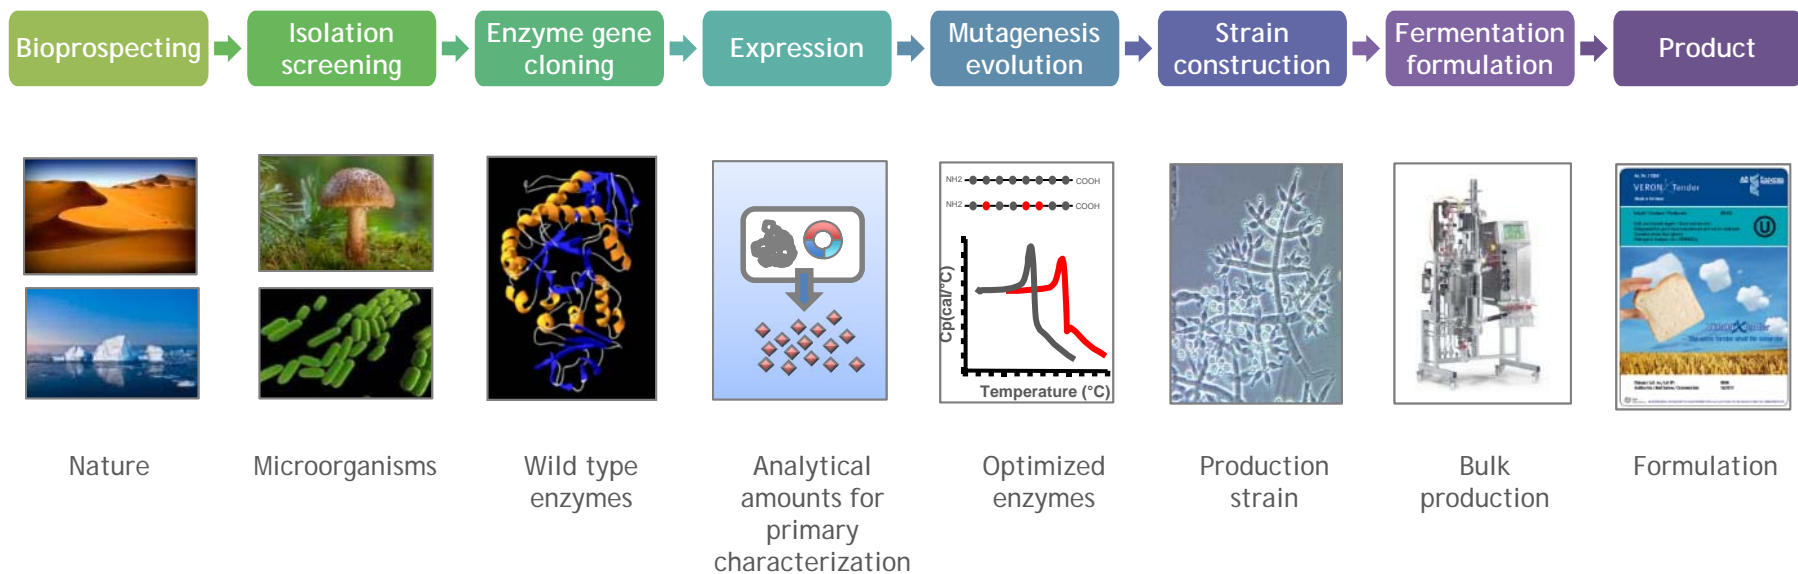 Bioprospecting
Isolation
screening
Enzyme gene
cloning
Expression
Mutagenesis
evolution
Strain
construction
Fermentation
formulation
Product
NH2
COOH
NH2
COOH
Cp(cal/°C)
Temperature (°C)
VERON
Tender
Nature
Microorganisms
Wild type
enzymes
Analytical
amounts for
primary
characterization
Optimized
enzymes
Production
strain
Bulk
production
Formulation